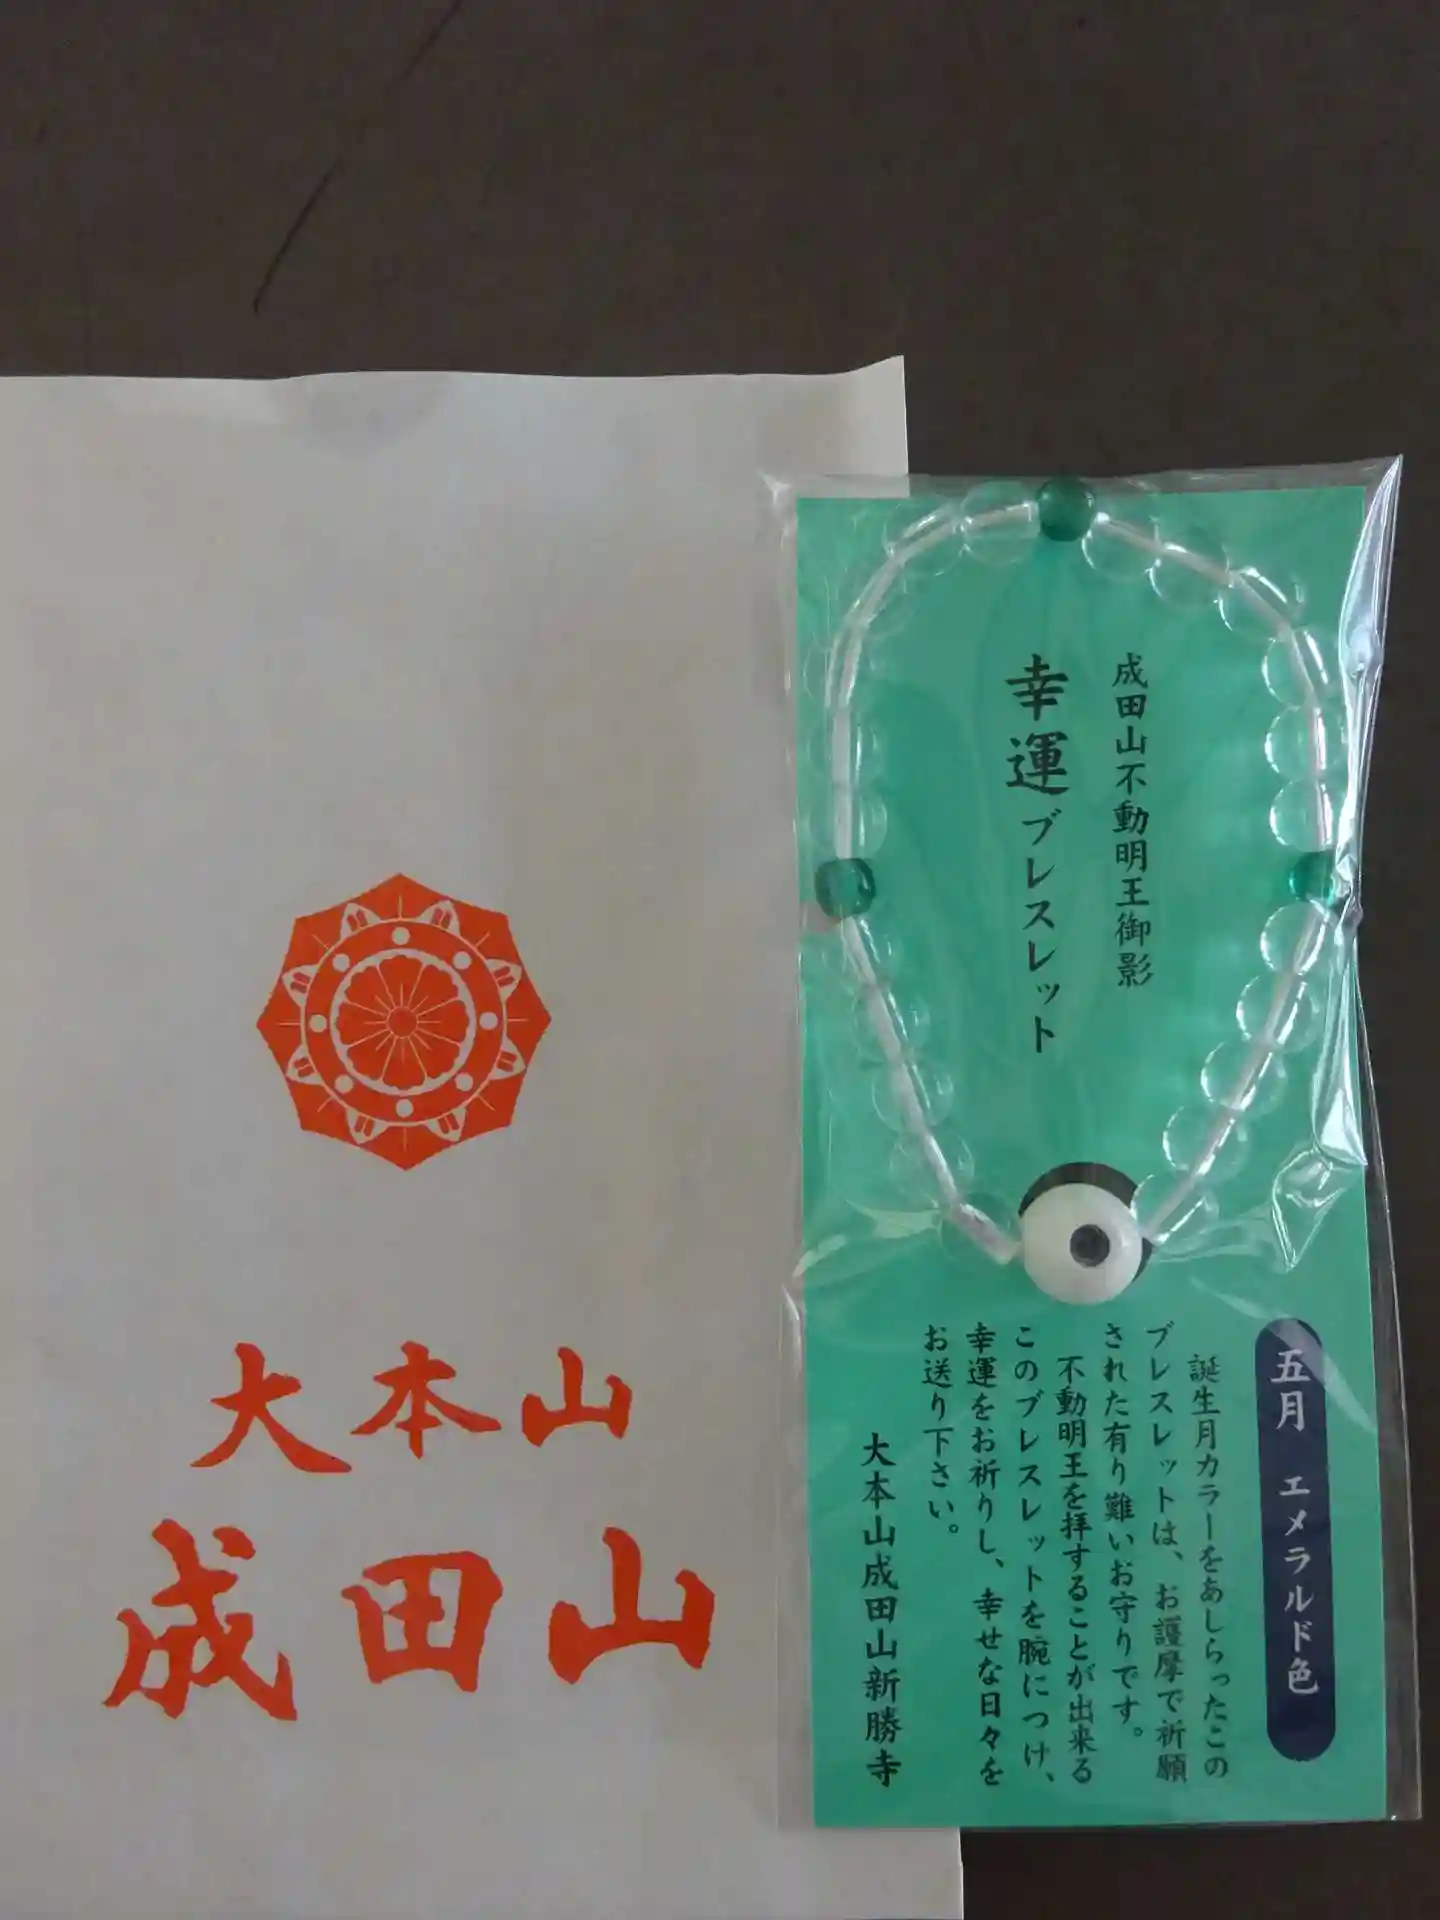 大本山
成田山
成田山不動明王御影
幸運ブレスレット
五月 エメラルド色
誕生月カラーをあしらったこの
ブレスレットは、お護摩で祈願
された有り難いお守りです。
不動明王を拝することが出来る
このブレスレットを腕につけ、
幸運をお祈りし、幸せな日々を
お送り下さい。
大本山成田山新勝寺